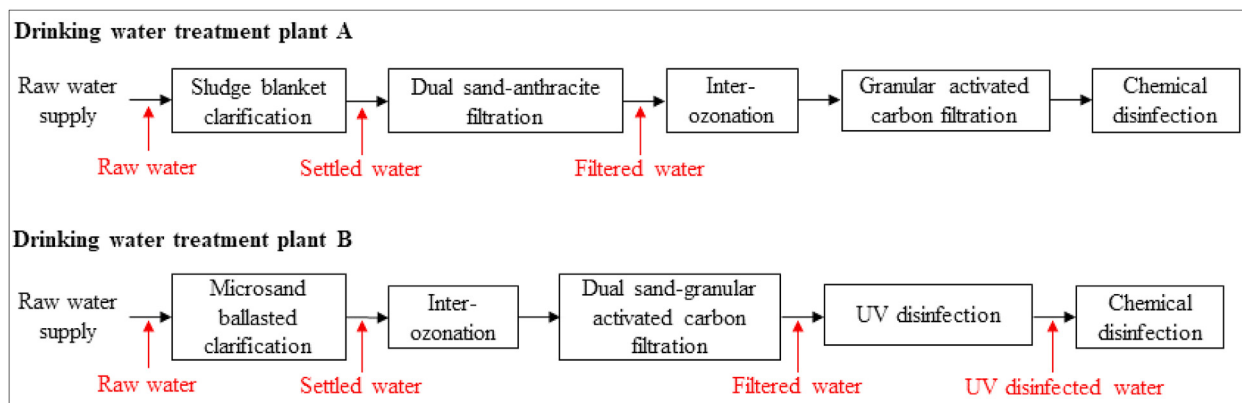 Drinking water treatment plant A
Raw water
supply
Sludge blanket
clarification
Dual sand-anthracite
filtration
Inter-
ozonation
Granular activated
carbon filtration
Chemical
disinfection
Raw water
Settled water
Filtered water
Drinking water treatment plant B
Raw water
supply
Microsand
ballasted
clarification
Inter-
ozonation
Dual sand-granular
activated carbon
filtration
UV disinfection
Chemical
disinfection
Raw water
Settled water
Filtered water
UV disinfected water